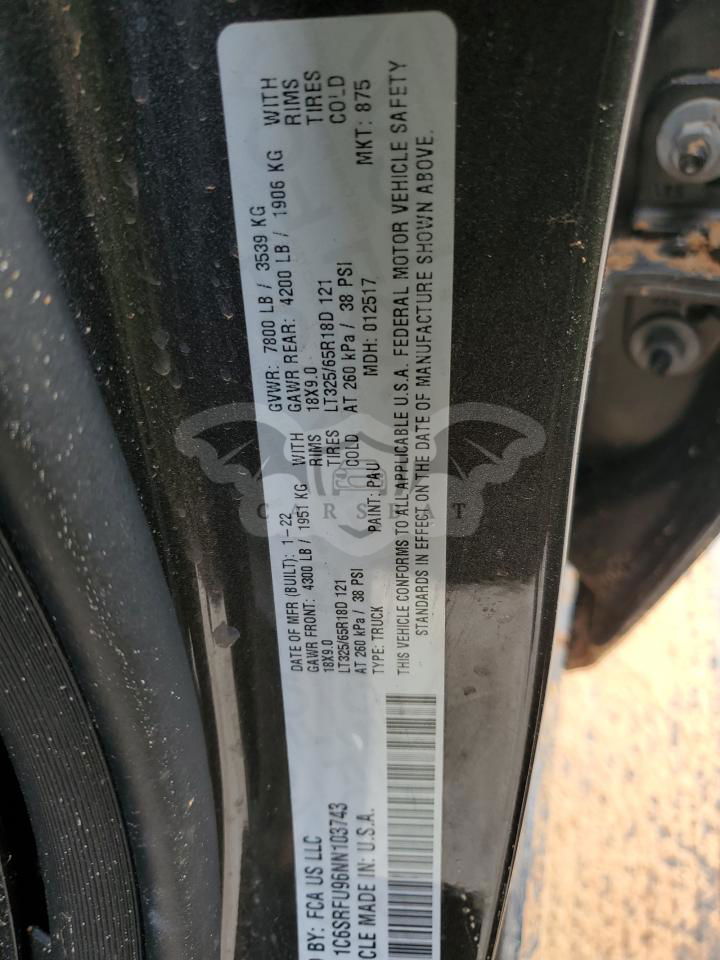 D BY: FCA US LLC
DATE OF MFR (BUILT): 1-22
GVWR: 7800 LB / 3539 KG
GAWR FRONT: 4300 LB / 1951 KG WITH
18X9.0 RIMS
LT325/65R18D 121 TIRES
AT 260 kPa / 38 PSI COLD
GAWR REAR: 4200 LB / 1906 KG WITH
18X9.0 RIMS
LT325/65R18D 121 TIRES
AT 260 kPa / 38 PSI COLD
1C6SRFU96NN103743
TYPE: TRUCK PAINT: PAU MDH: 012517 MKT: 875
CLE MADE IN: U.S.A.
THIS VEHICLE CONFORMS TO ALL APPLICABLE U.S.A. FEDERAL MOTOR VEHICLE SAFETY
STANDARDS IN EFFECT ON THE DATE OF MANUFACTURE SHOWN ABOVE.